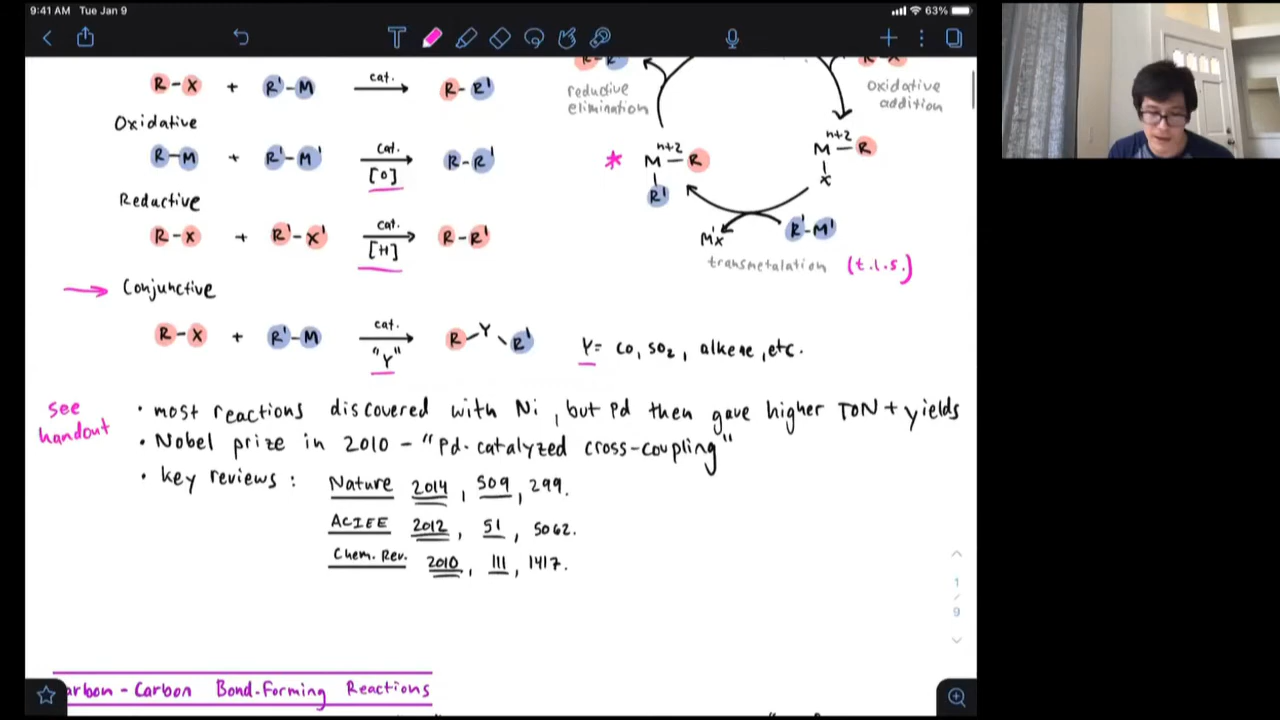 9:41 AM Tue Jan 9
63%
R-X + R'-M cat. R-R'
Oxidative
R-M + R'-M' cat. [O] R-R'
Reductive
R-X + R'-X' cat. [H] R-R'
Conjunctive
R-X + R'-M cat. "Y" R Y R'
Y = CO, SO2, alkene, etc.
reductive elimination
oxidative addition
* M n+2 -R
R'
M n+2 -R
X
M'X
R'-M'
transmetalation (t.l.s.)
see handout
• most reactions discovered with Ni, but Pd then gave higher TON + yields
• Nobel prize in 2010 - "Pd-catalyzed cross-coupling"
• key reviews: Nature 2014, 509, 299.
ACIEE 2012, 51, 5062.
Chem. Rev. 2010, 111, 1417.
1
/
9
arbon-Carbon Bond-Forming Reactions